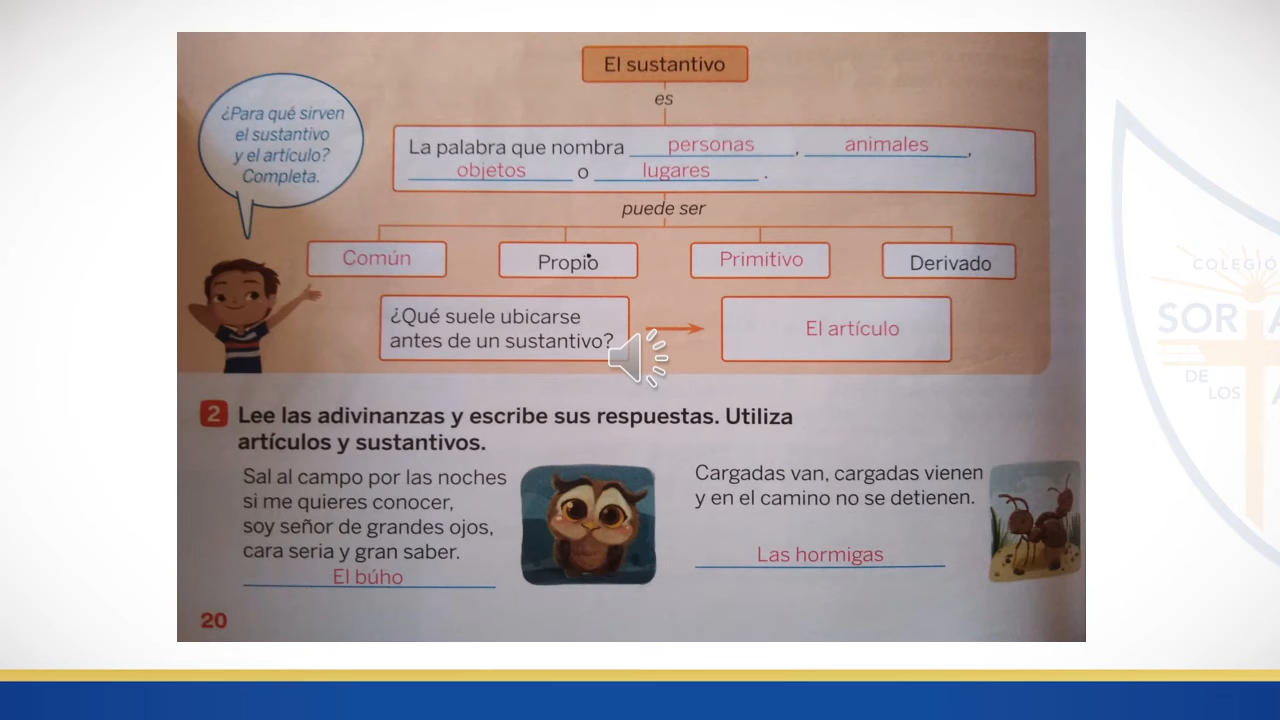 El sustantivo
es
¿Para qué sirven
el sustantivo
y el artículo?
Completa.
La palabra que nombra personas, animales,
objetos o lugares.
puede ser
Común Propio Primitivo Derivado
¿Qué suele ubicarse
antes de un sustantivo?
El artículo
2 Lee las adivinanzas y escribe sus respuestas. Utiliza
artículos y sustantivos.
Sal al campo por las noches
si me quieres conocer,
soy señor de grandes ojos,
cara seria y gran saber.
El búho
Cargadas van, cargadas vienen
y en el camino no se detienen.
Las hormigas
20
COLEGIO
SOR
DE
LOS